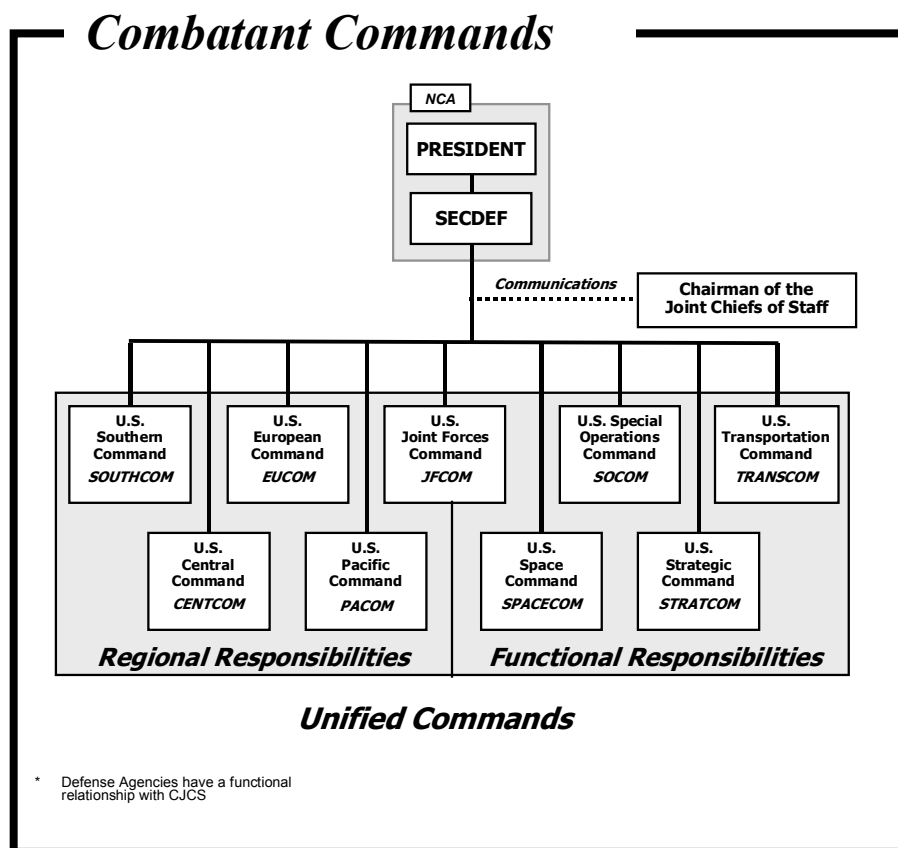 Combatant Commands
NCA
PRESIDENT
SECDEF
Communications
Chairman of the
Joint Chiefs of Staff
U.S.
Southern
Command
SOUTHCOM
U.S.
European
Command
EUCOM
U.S.
Joint Forces
Command
JFCOM
U.S. Special
Operations
Command
SOCOM
U.S.
Transportation
Command
TRANSCOM
U.S.
Central
Command
CENTCOM
U.S.
Pacific
Command
PACOM
U.S.
Space
Command
SPACECOM
U.S.
Strategic
Command
STRATCOM
Regional Responsibilities
Functional Responsibilities
Unified Commands
* Defense Agencies have a functional
relationship with CJCS